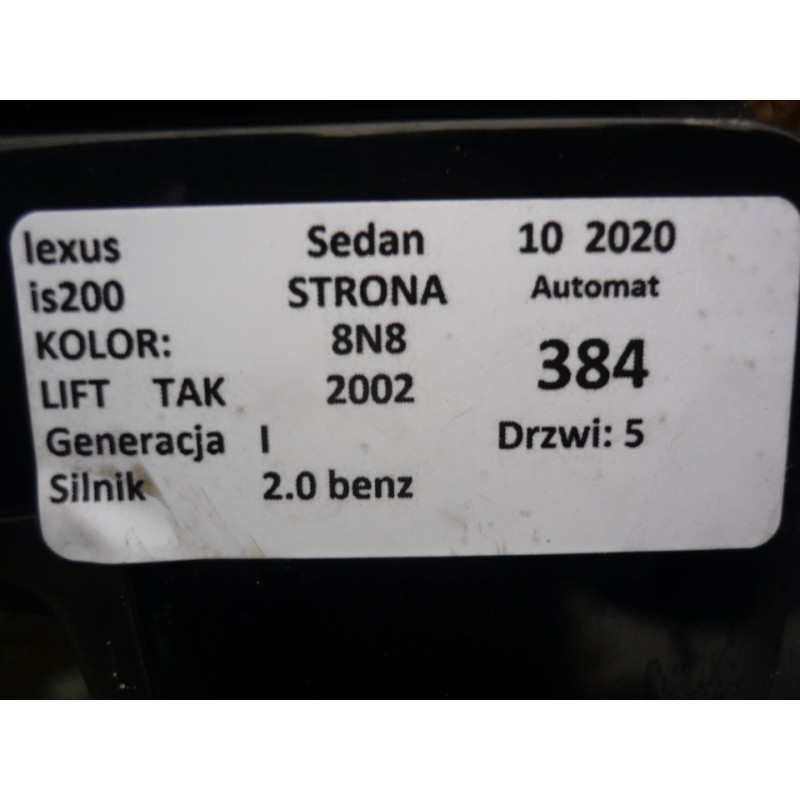 lexus Sedan 10 2020
is200 STRONA Automat
KOLOR: 8N8 384
LIFT TAK 2002
Generacja I Drzwi: 5
Silnik 2.0 benz